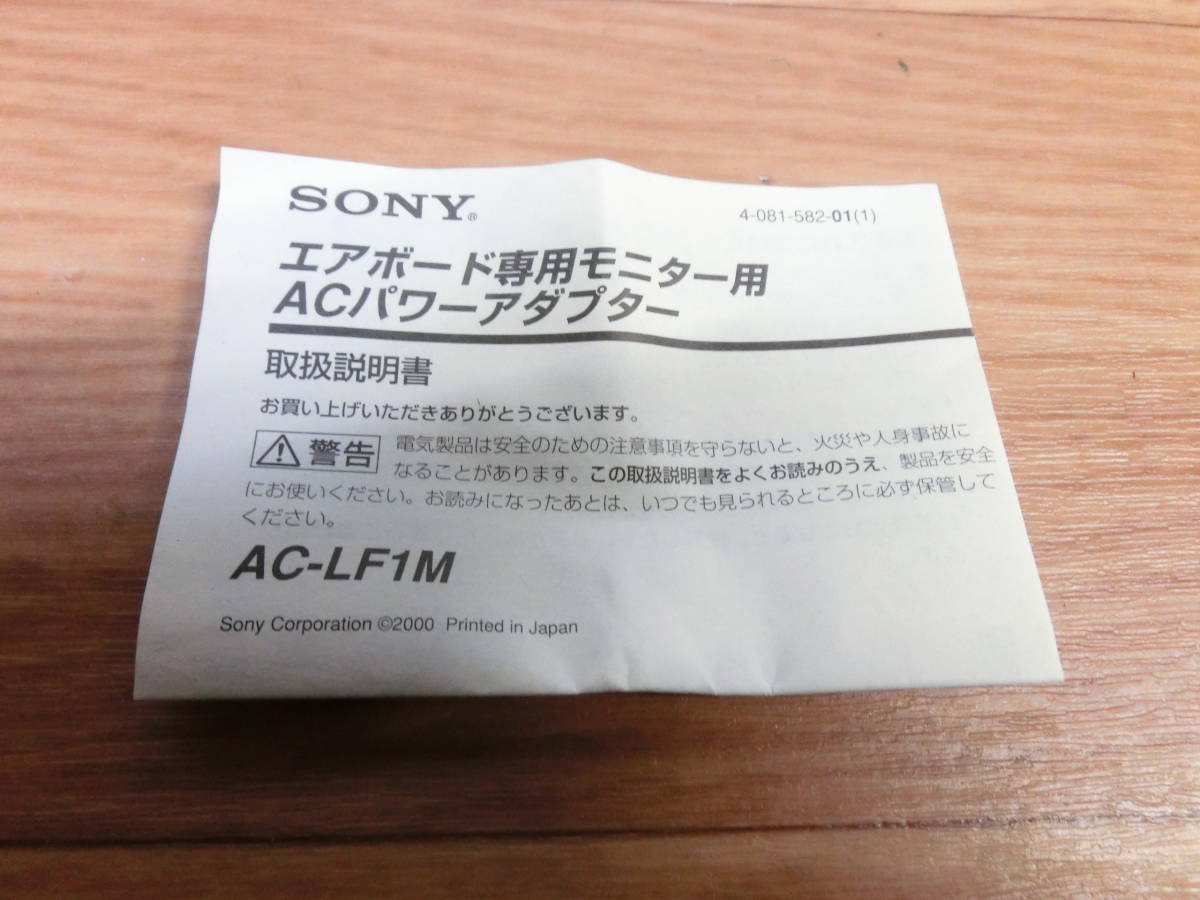 SONY®
4-081-582-01(1)
エアボード専用モニター用
ACパワーアダプター
取扱説明書
お買い上げいただきありがとうございます。
警告 電気製品は安全のための注意事項を守らないと、火災や人身事故に
なることがあります。この取扱説明書をよくお読みのうえ、製品を安全
にお使いください。お読みになったあとは、いつでも見られるところに必ず保管して
ください。
AC-LF1M
Sony Corporation ©2000 Printed in Japan